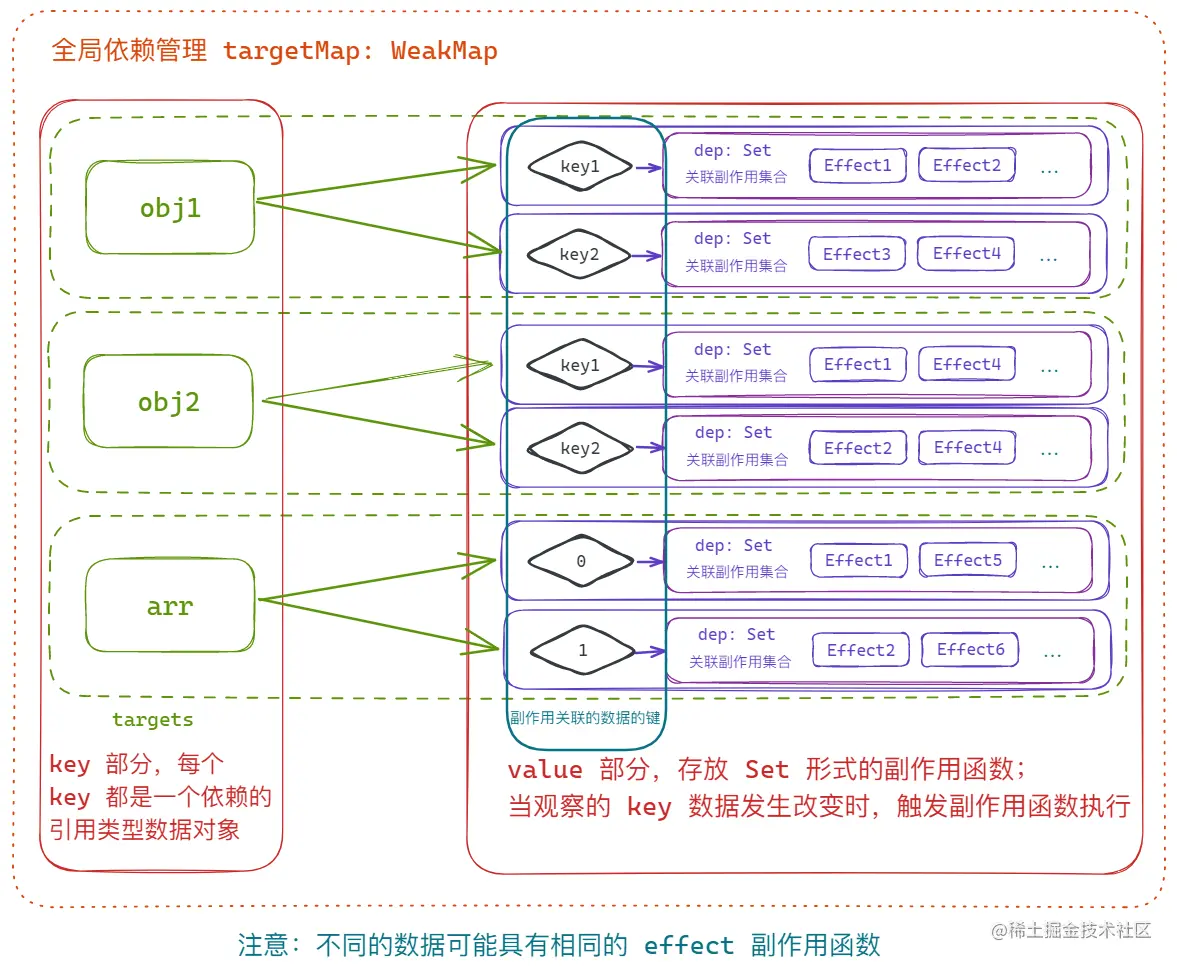 全局依赖管理 targetMap: WeakMap
obj1
key1
dep: Set
关联副作用集合
Effect1
Effect2
...
key2
dep: Set
关联副作用集合
Effect3
Effect4
...
obj2
key1
dep: Set
关联副作用集合
Effect1
Effect4
...
key2
dep: Set
关联副作用集合
Effect2
Effect4
...
arr
0
dep: Set
关联副作用集合
Effect1
Effect5
...
1
dep: Set
关联副作用集合
Effect2
Effect6
...
targets
副作用关联的数据的键
key 部分，每个
key 都是一个依赖的
引用类型数据对象
value 部分，存放 Set 形式的副作用函数；
当观察的 key 数据发生改变时，触发副作用函数执行
注意：不同的数据可能具有相同的 effect 副作用函数
@稀土掘金技术社区